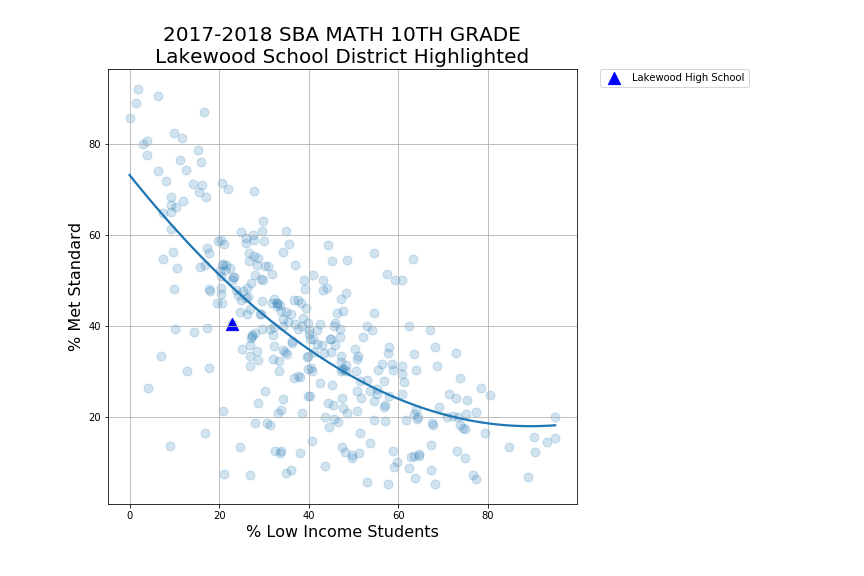 2017-2018 SBA MATH 10TH GRADE
Lakewood School District Highlighted
Lakewood High School
% Met Standard
80
60
40
20
0
20
40
60
80
% Low Income Students